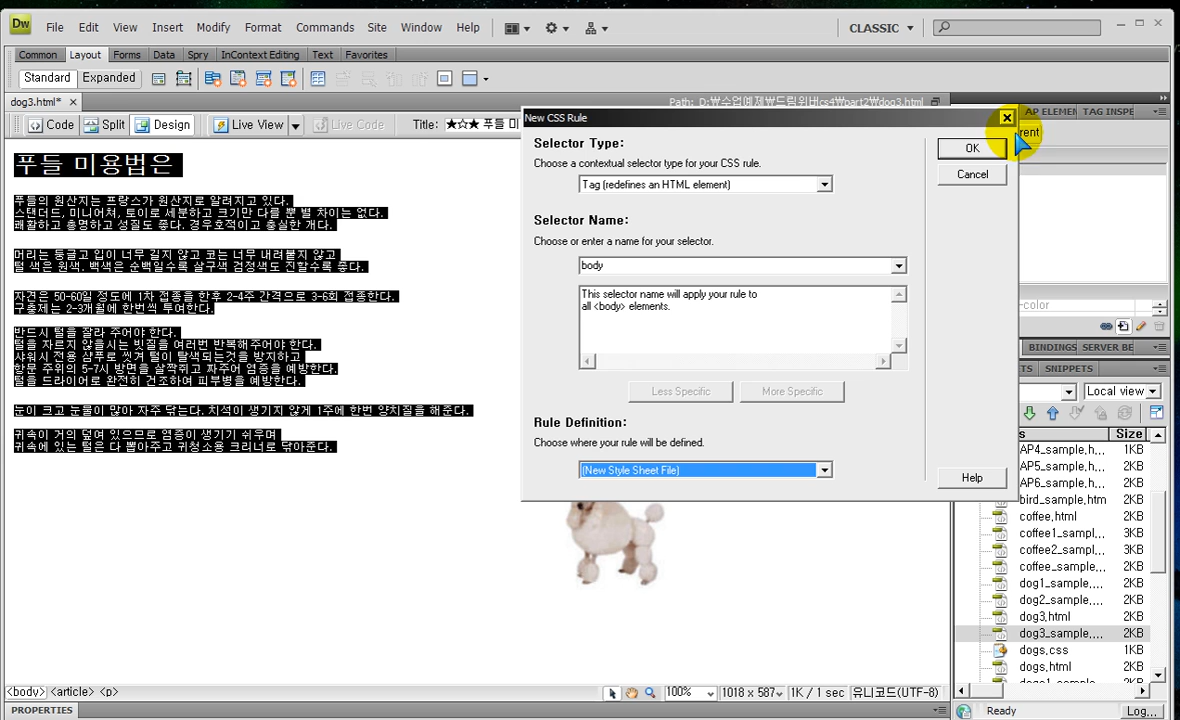 Dw File Edit View Insert Modify Format Commands Site Window Help CLASSIC
Common Layout Forms Data Spry InContext Editing Text Favorites
Standard Expanded
dog3.html* × Path: D:₩수업예제₩드림위버cs4₩part2₩dog3.html
Code Split Design Live View Live Code Title: ★☆★ 푸들 미
푸들 미용법은
푸들의 원산지는 프랑스가 원산지로 알려지고 있다.
스탠더드, 미니어쳐, 토이로 세분하고 크기만 다를 뿐 별 차이는 없다.
쾌활하고 총명하고 성질도 좋다. 경우호적이고 충실한 개다.
머리는 둥글고 입이 너무 길지 않고 코는 너무 내려붙지 않고
털 색은 원색. 백색은 순백일수록 살구색 검정색도 진할수록 좋다.
자견은 50-60일 정도에 1차 접종을 한후 2-4주 간격으로 3-6회 접종한다.
구충제는 2-3개월에 한번씩 투여한다.
반드시 털을 잘라 주어야 한다.
털을 자르지 않을시는 빗질을 여러번 반복해주어야 한다.
샤워시 전용 샴푸로 씻겨 털이 탈색되는것을 방지하고
항문 주위의 5-7시 방면을 살짝쥐고 짜주어 염증을 예방한다.
털을 드라이어로 완전히 건조하여 피부병을 예방한다.
눈이 크고 눈물이 많아 자주 닦는다. 치석이 생기지 않게 1주에 한번 양치질을 해준다.
귀속이 거의 덮여 있으므로 염증이 생기기 쉬우며
귀속에 있는 털은 다 뽑아주고 귀청소용 크리너로 닦아준다.
New CSS Rule
Selector Type:
Choose a contextual selector type for your CSS rule.
Tag (redefines an HTML element)
Selector Name:
Choose or enter a name for your selector.
body
This selector name will apply your rule to
all <body> elements.
Less Specific More Specific
Rule Definition:
Choose where your rule will be defined.
(New Style Sheet File)
OK
Cancel
Help
AP ELEMEN TAG INSPE
rent
-color
BINDINGS SERVER BE
TS SNIPPETS
Local view
s Size
AP4_sample,h... 1KB
AP5_sample,h... 2KB
AP6_sample,h... 2KB
bird_sample,htm 2KB
coffee,html 2KB
coffee1_sampl... 3KB
coffee2_sampl... 3KB
coffee_sample,... 2KB
dog1_sample,... 2KB
dog2_sample,... 2KB
dog3,html 2KB
dog3_sample,... 2KB
dogs,css 1KB
dogs,html 2KB
<body> <article> <p> 100% 1018 x 587 1K / 1 sec 유니코드(UTF-8)
PROPERTIES
Ready Log...